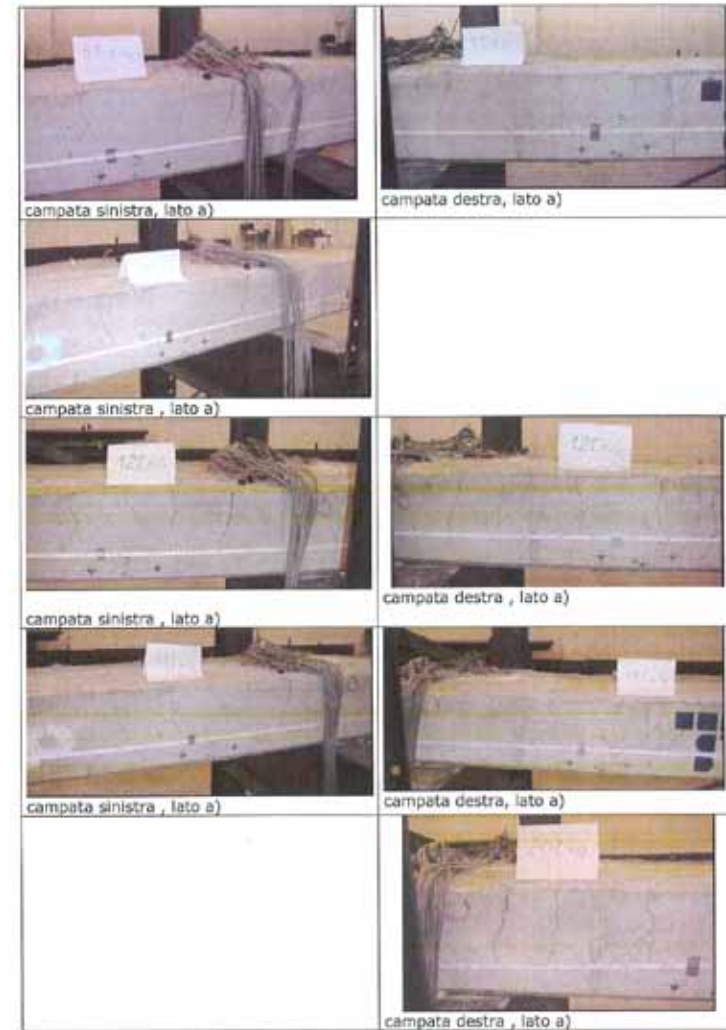 campata sinistra, lato a)
campata destra, lato a)
campata sinistra , lato a)
campata sinistra , lato a)
campata destra , lato a)
campata sinistra , lato a)
campata destra, lato a)
campata destra , lato a)